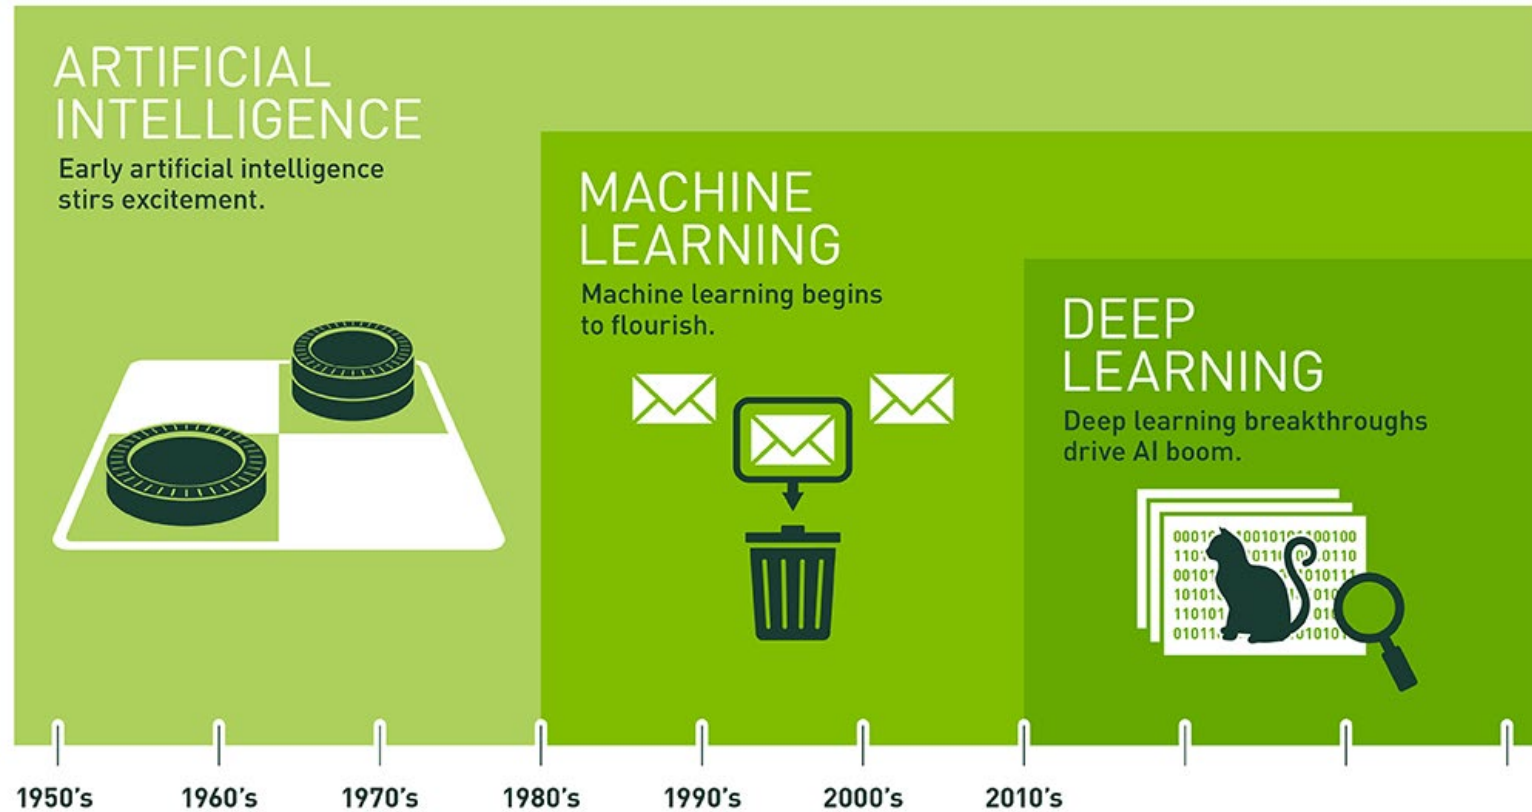 ARTIFICIAL
INTELLIGENCE
Early artificial intelligence
stirs excitement.
MACHINE
LEARNING
Machine learning begins
to flourish.
DEEP
LEARNING
Deep learning breakthroughs
drive AI boom.
1950's
1960's
1970's
1980's
1990's
2000's
2010's